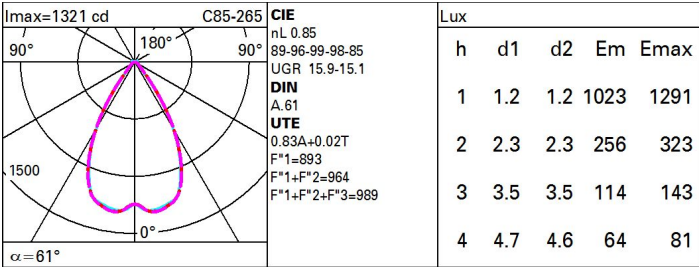 Imax=1321 cd C85-265
90° 180° 90°
1500
0°
α=61°
CIE
nL 0.85
89-96-99-98-85
UGR 15.9-15.1
DIN
A.61
UTE
0.83A+0.02T
F"1=893
F"1+F"2=964
F"1+F"2+F"3=989
Lux
h d1 d2 Em Emax
1 1.2 1.2 1023 1291
2 2.3 2.3 256 323
3 3.5 3.5 114 143
4 4.7 4.6 64 81